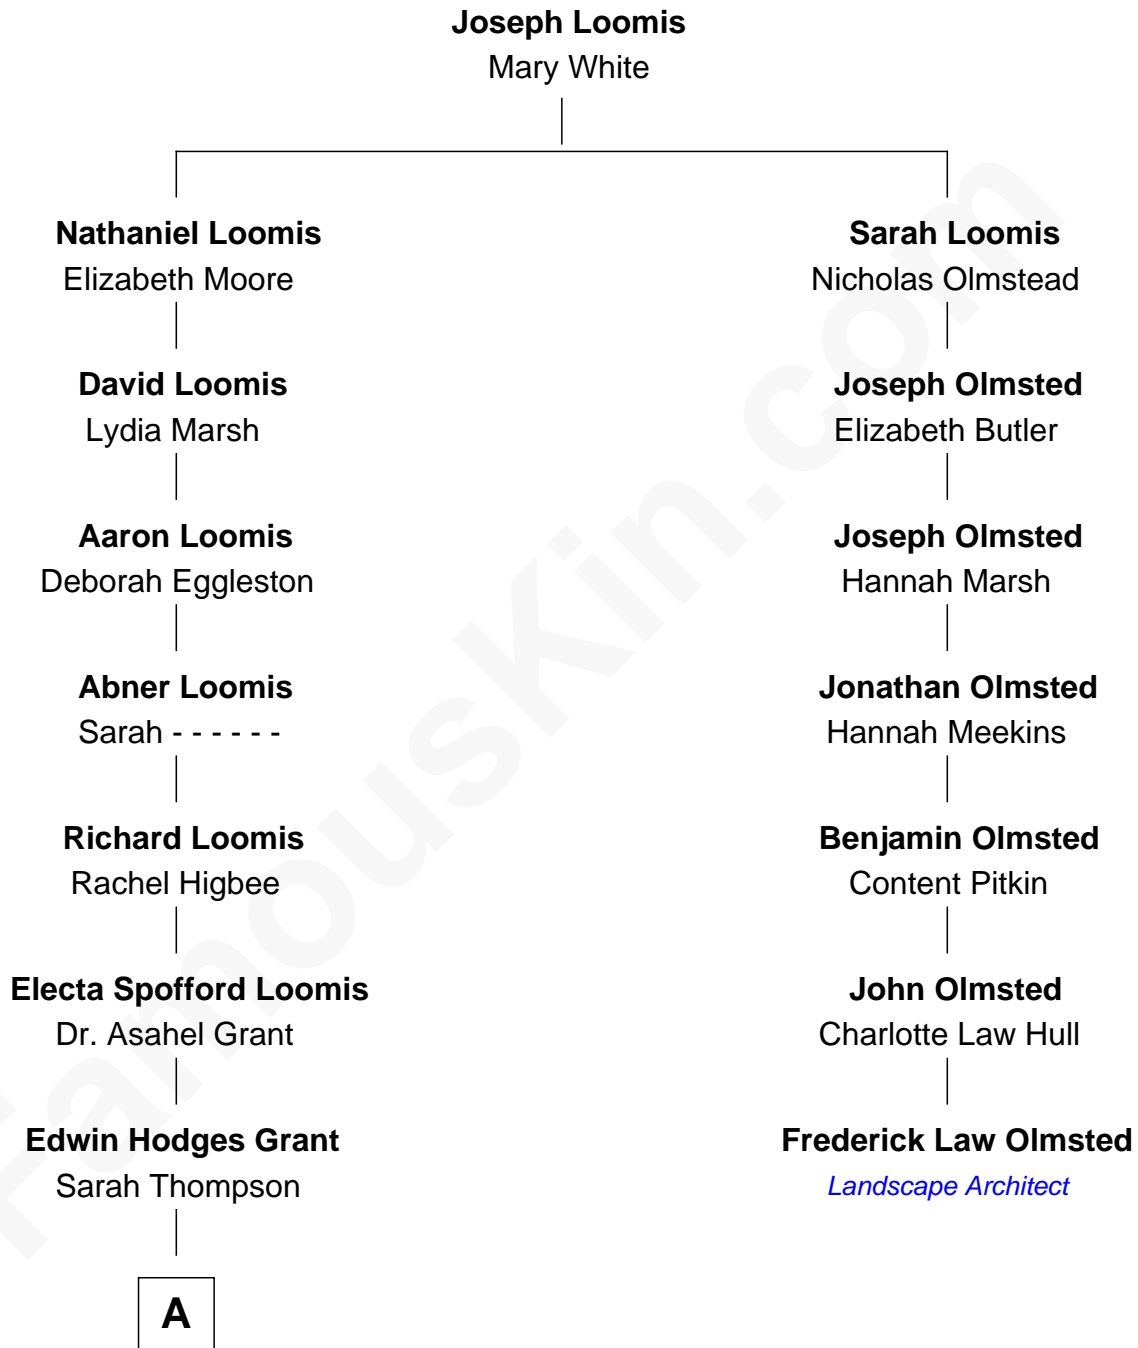 Joseph Loomis
Mary White
Nathaniel Loomis
Elizabeth Moore
Sarah Loomis
Nicholas Olmstead
David Loomis
Lydia Marsh
Joseph Olmsted
Elizabeth Butler
Aaron Loomis
Deborah Eggleston
Joseph Olmsted
Hannah Marsh
Abner Loomis
Sarah - - - - - -
Jonathan Olmsted
Hannah Meekins
Richard Loomis
Rachel Higbee
Benjamin Olmsted
Content Pitkin
Electa Spofford Loomis
Dr. Asahel Grant
John Olmsted
Charlotte Law Hull
Edwin Hodges Grant
Sarah Thompson
Frederick Law Olmsted
Landscape Architect
A
FamousKin.com